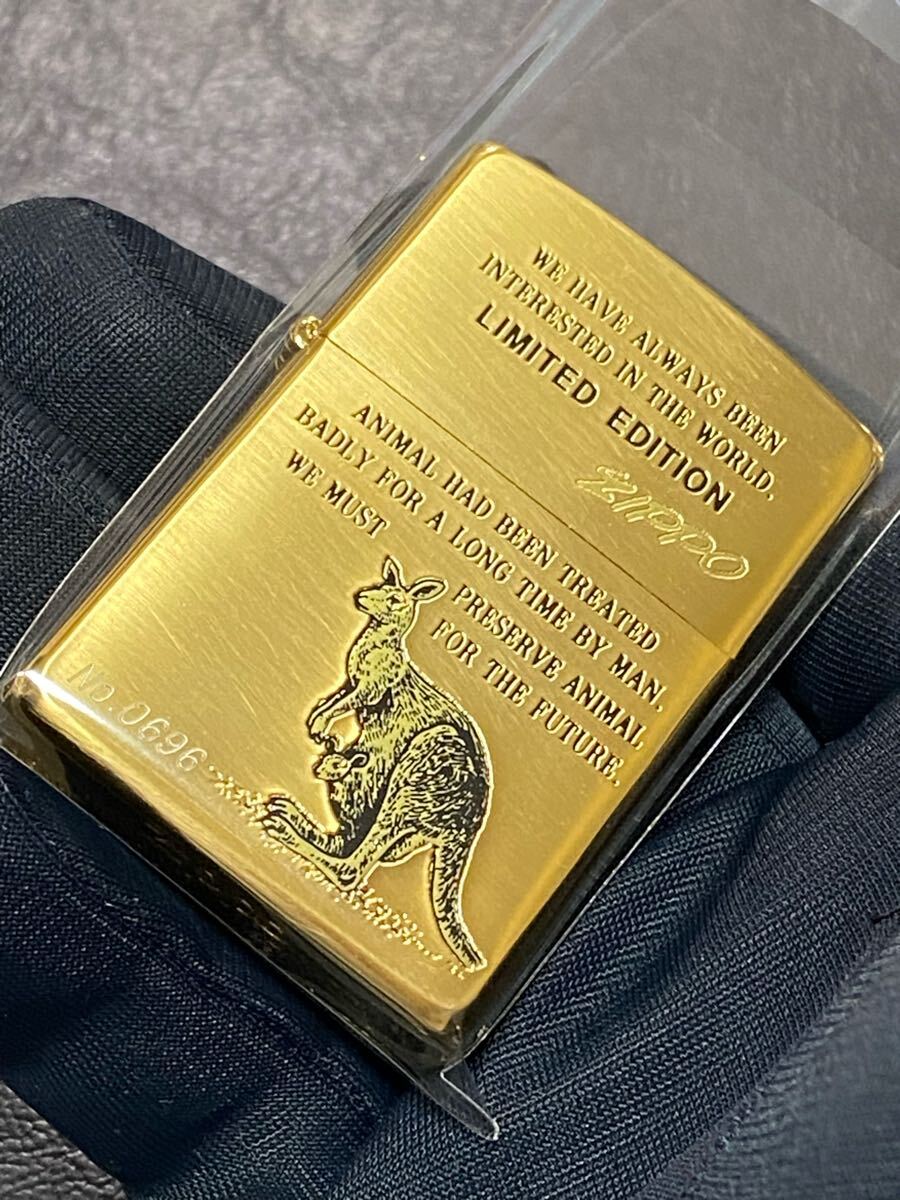 WE HAVE ALWAYS BEEN
INTERESTED IN THE WORLD.
LIMITED EDITION
ZIPPO
ANIMAL HAD BEEN TREATED
BADLY FOR A LONG TIME BY MAN.
WE MUST PRESERVE ANIMAL
FOR THE FUTURE.
No.0696